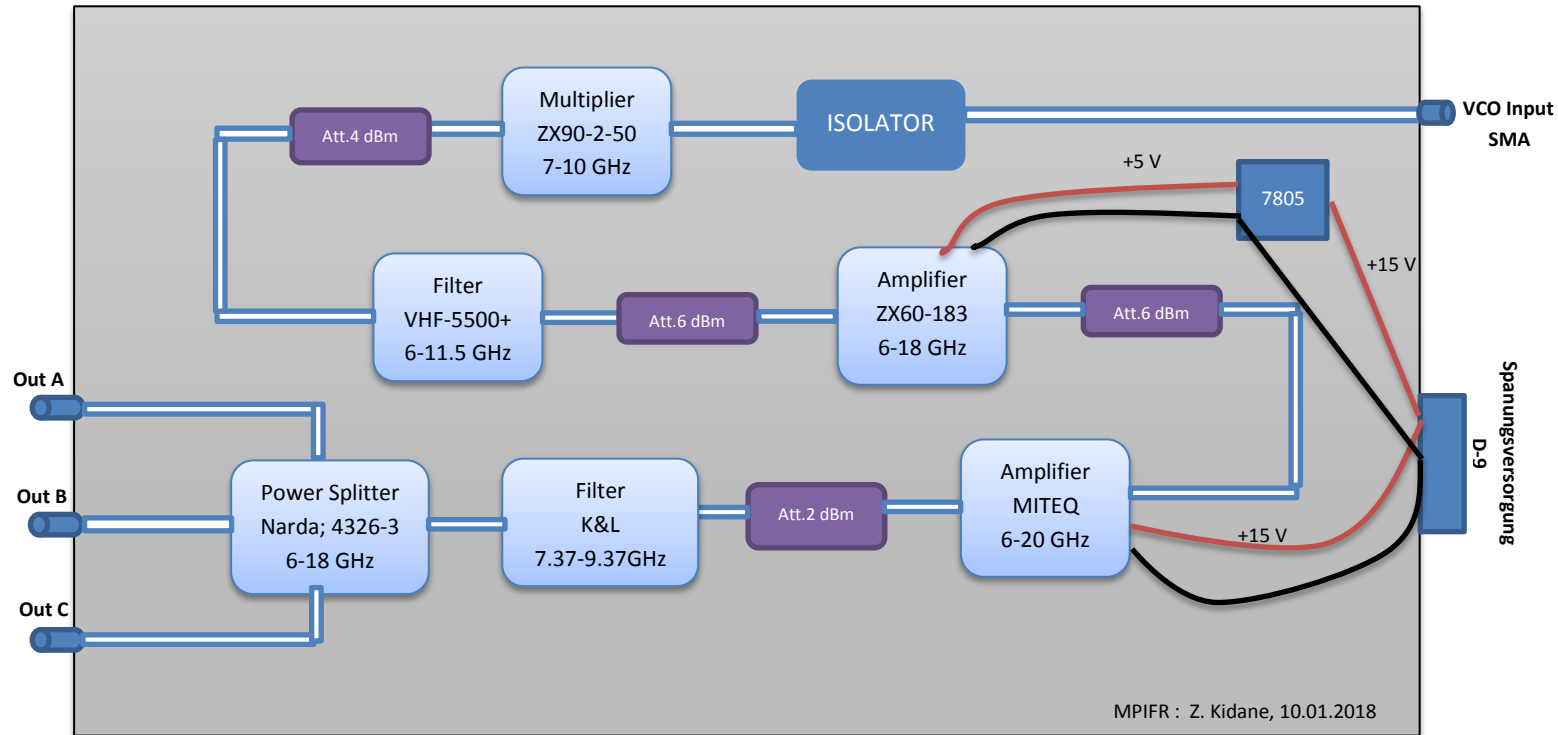 Att.4 dBm
Multiplier
ZX90-2-50
7-10 GHz
ISOLATOR
VCO Input
SMA
+5 V
7805
+15 V
Filter
VHF-5500+
6-11.5 GHz
Att.6 dBm
Amplifier
ZX60-183
6-18 GHz
Att.6 dBm
Out A
Out B
Out C
Power Splitter
Narda; 4326-3
6-18 GHz
Filter
K&L
7.37-9.37GHz
Att.2 dBm
Amplifier
MITEQ
6-20 GHz
+15 V
Spanungsversorgung
D-9
MPIFR : Z. Kidane, 10.01.2018